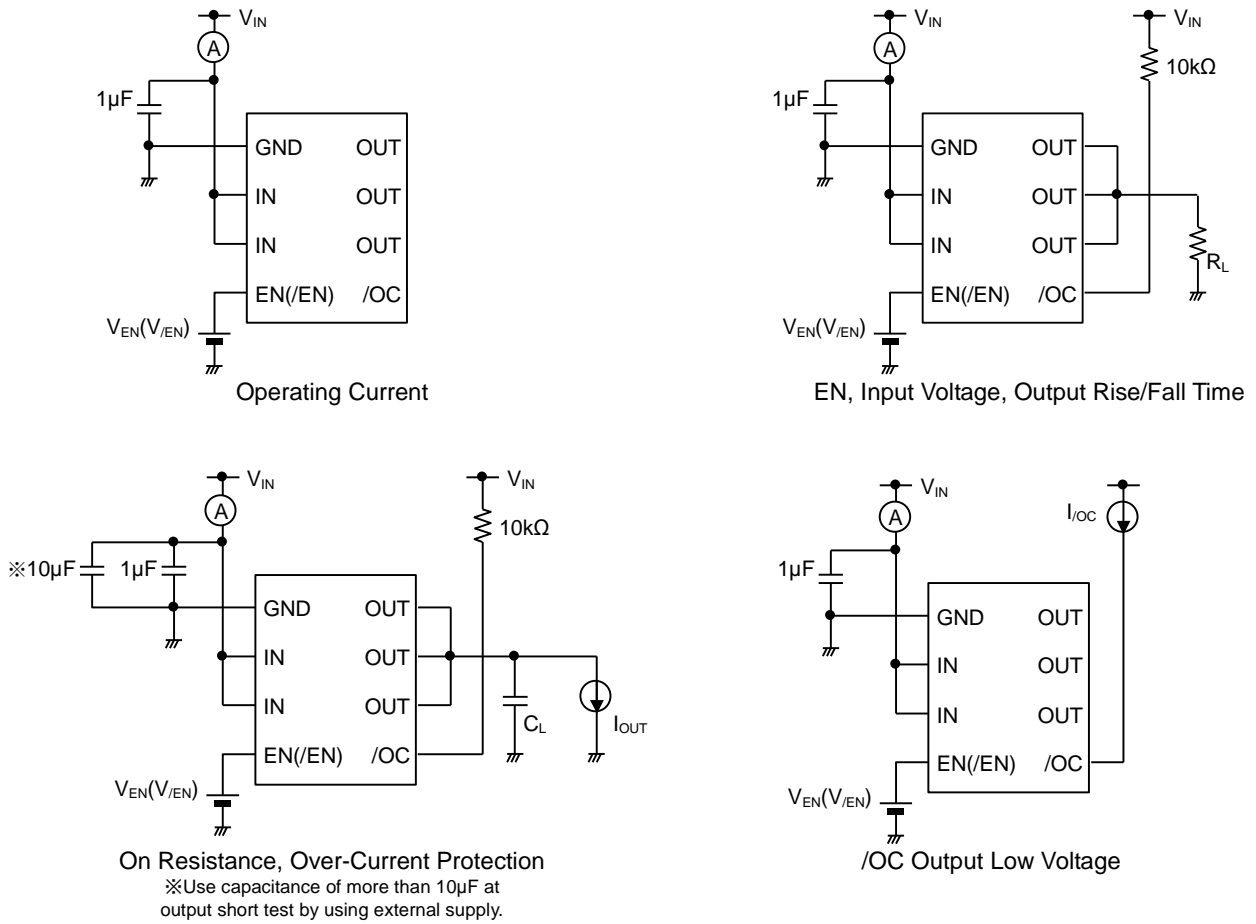 V_IN
A
1µF
GND OUT
IN OUT
IN OUT
EN(/EN) /OC
V_EN(V_/EN)
Operating Current
V_IN V_IN
A
10kΩ
1µF
GND OUT
IN OUT
IN OUT
R_L
EN(/EN) /OC
V_EN(V_/EN)
EN, Input Voltage, Output Rise/Fall Time
V_IN V_IN
A
10kΩ
※10µF 1µF
GND OUT
IN OUT
IN OUT
C_L I_OUT
EN(/EN) /OC
V_EN(V_/EN)
On Resistance, Over-Current Protection
※Use capacitance of more than 10µF at
output short test by using external supply.
V_IN
A
I_/OC
1µF
GND OUT
IN OUT
IN OUT
EN(/EN) /OC
V_EN(V_/EN)
/OC Output Low Voltage